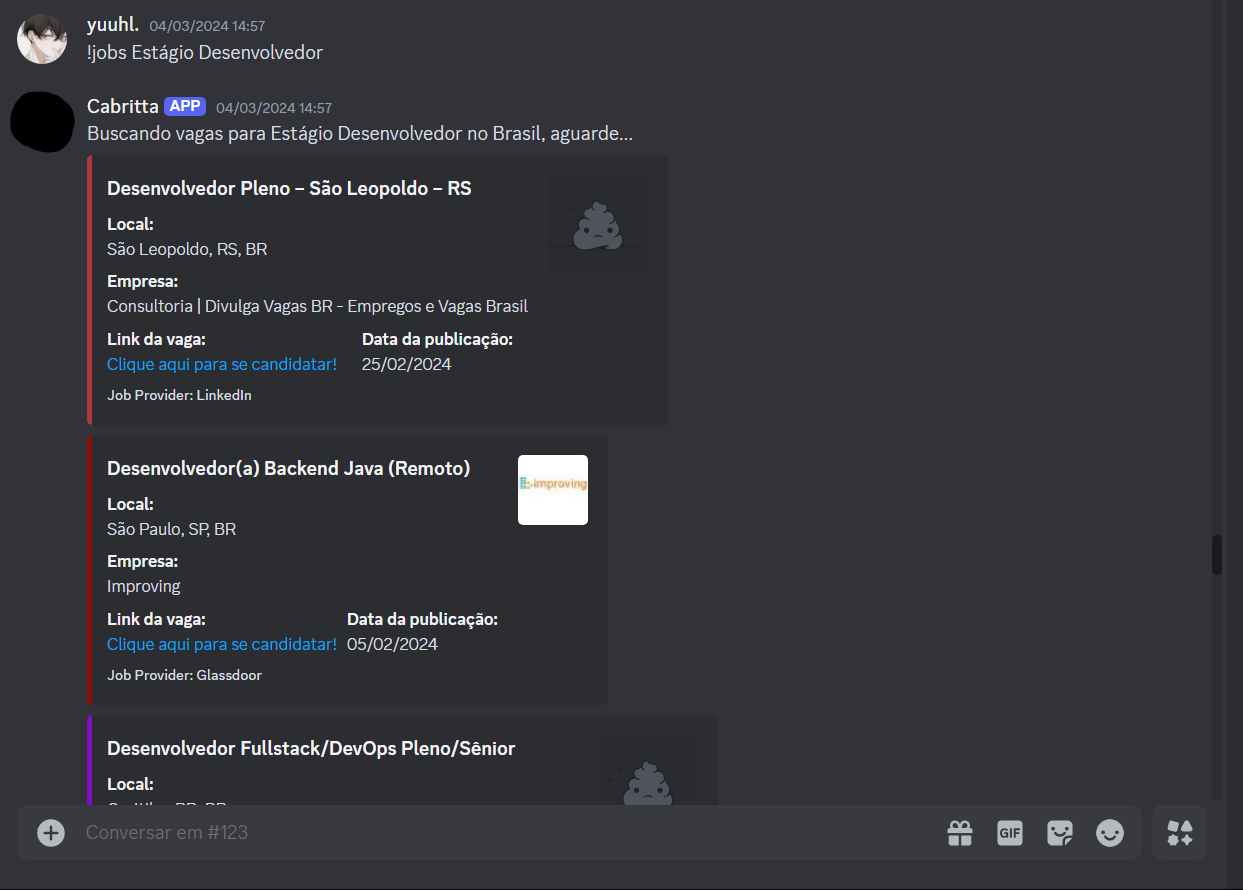 yuuhl. 04/03/2024 14:57
!jobs Estágio Desenvolvedor
Cabritta APP 04/03/2024 14:57
Buscando vagas para Estágio Desenvolvedor no Brasil, aguarde...
Desenvolvedor Pleno – São Leopoldo – RS
Local:
São Leopoldo, RS, BR
Empresa:
Consultoria | Divulga Vagas BR - Empregos e Vagas Brasil
Link da vaga: Data da publicação:
Clique aqui para se candidatar! 25/02/2024
Job Provider: LinkedIn
Desenvolvedor(a) Backend Java (Remoto)
improving
Local:
São Paulo, SP, BR
Empresa:
Improving
Link da vaga: Data da publicação:
Clique aqui para se candidatar! 05/02/2024
Job Provider: Glassdoor
Desenvolvedor Fullstack/DevOps Pleno/Sênior
Local:
Conversar em #123
GIF